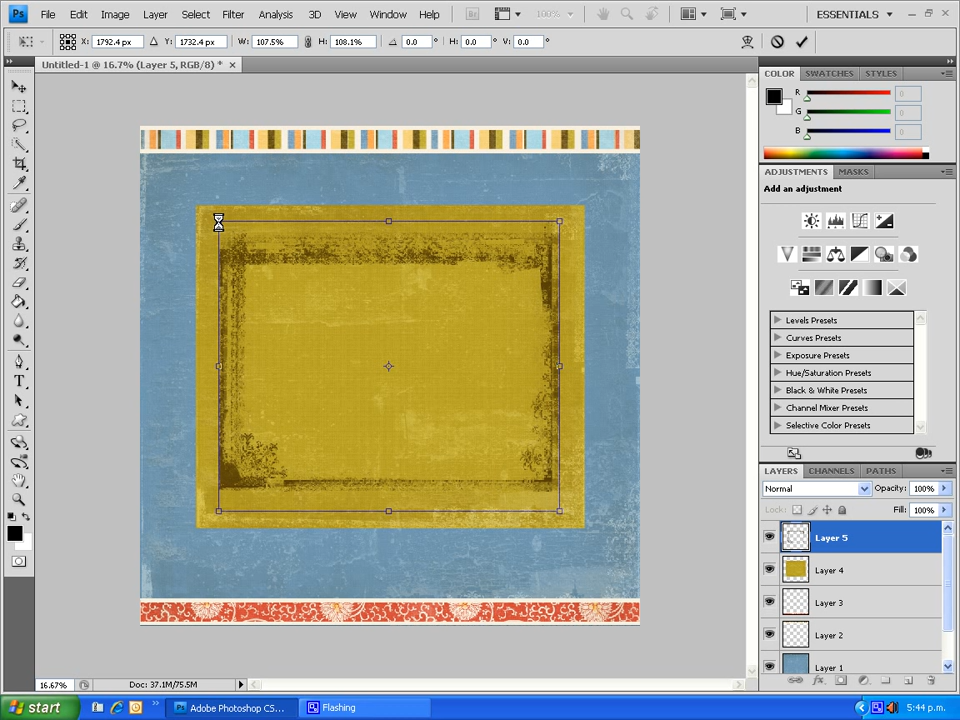 Ps File Edit Image Layer Select Filter Analysis 3D View Window Help Br 100% ESSENTIALS
X: 1792.4 px Y: 1732.4 px W: 107.5% H: 108.1% 0.0 ° H: 0.0 ° V: 0.0 °
Untitled-1 @ 16.7% (Layer 5, RGB/8) * ×
COLOR SWATCHES STYLES
R 0
G 0
B 0
ADJUSTMENTS MASKS
Add an adjustment
Levels Presets
Curves Presets
Exposure Presets
Hue/Saturation Presets
Black & White Presets
Channel Mixer Presets
Selective Color Presets
LAYERS CHANNELS PATHS
Normal Opacity: 100%
Lock: Fill: 100%
Layer 5
Layer 4
Layer 3
Layer 2
Layer 1
T
16.67% Doc: 37.1M/75.5M
start Ps Adobe Photoshop CS... Flashing 5:44 p.m.